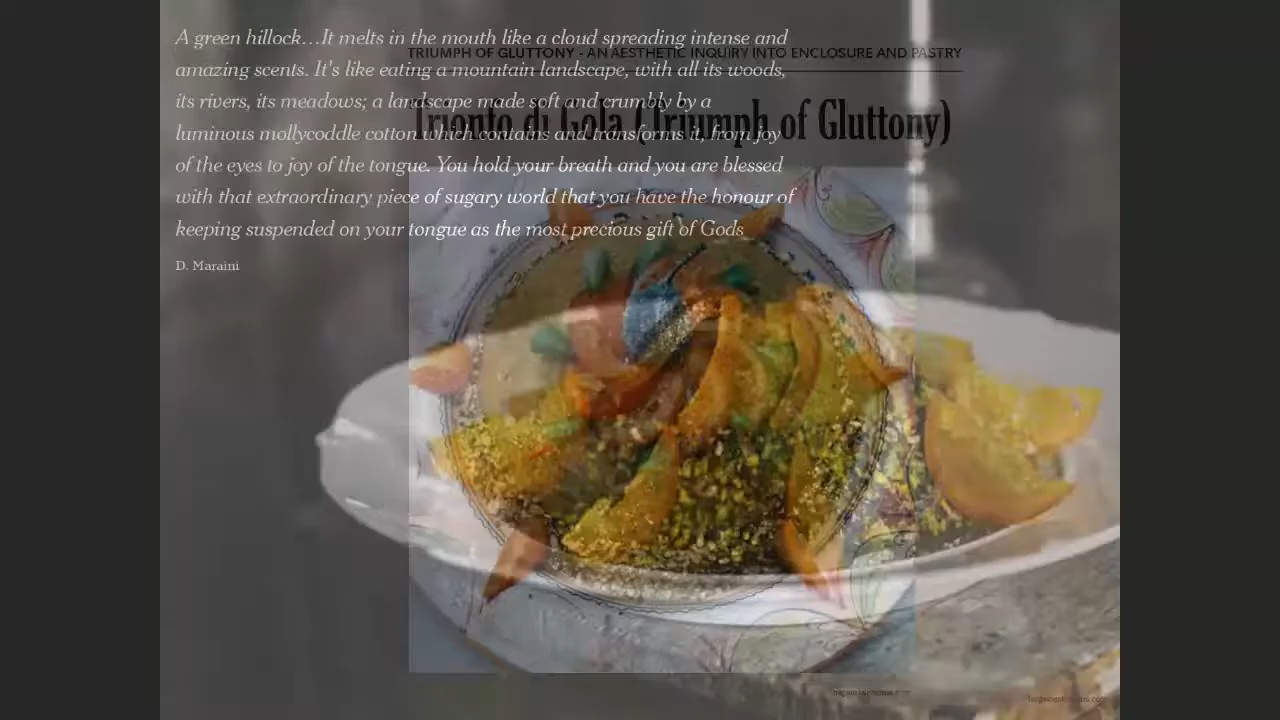 A green hillock...It melts in the mouth like a cloud spreading intense and
TRIUMPH OF GLUTTONY - AN AESTHETIC INQUIRY INTO ENCLOSURE AND PASTRY
amazing scents. It's like eating a mountain landscape, with all its woods,
its rivers, its meadows; a landscape made soft and crumbly by a
Trionfo di Gola (Triumph of Gluttony)
luminous mollycoddle cotton which contains and transforms it, from joy
of the eyes to joy of the tongue. You hold your breath and you are blessed
with that extraordinary piece of sugary world that you have the honour of
keeping suspended on your tongue as the most precious gift of Gods
D. Maraini